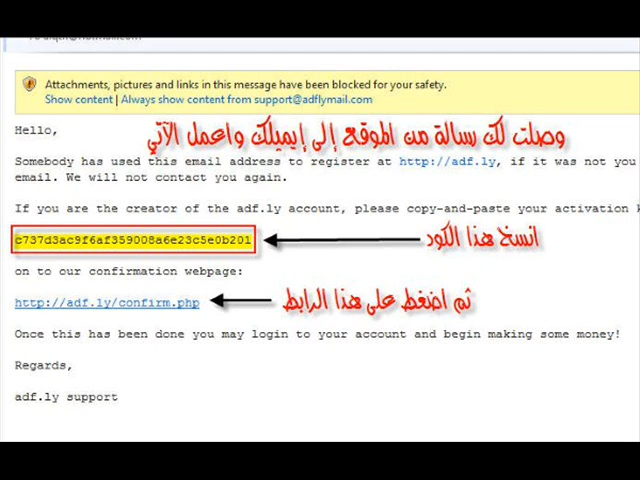 Attachments, pictures and links in this message have been blocked for your safety.
Show content | Always show content from support@adflymail.com
Hello,
وصلت لك رسالة من الموقع إلى إيميلك واعمل الآتي
Somebody has used this email address to register at http://adf.ly, if it was not you
email. We will not contact you again.
If you are the creator of the adf.ly account, please copy-and-paste your activation k
c737d3ac9f6af359008a6e23c5e0b201
انسخ هذا الكود
on to our confirmation webpage:
http://adf.ly/confirm.php
ثم اضغط على هذا الرابط
Once this has been done you may login to your account and begin making some money!
Regards,
adf.ly support